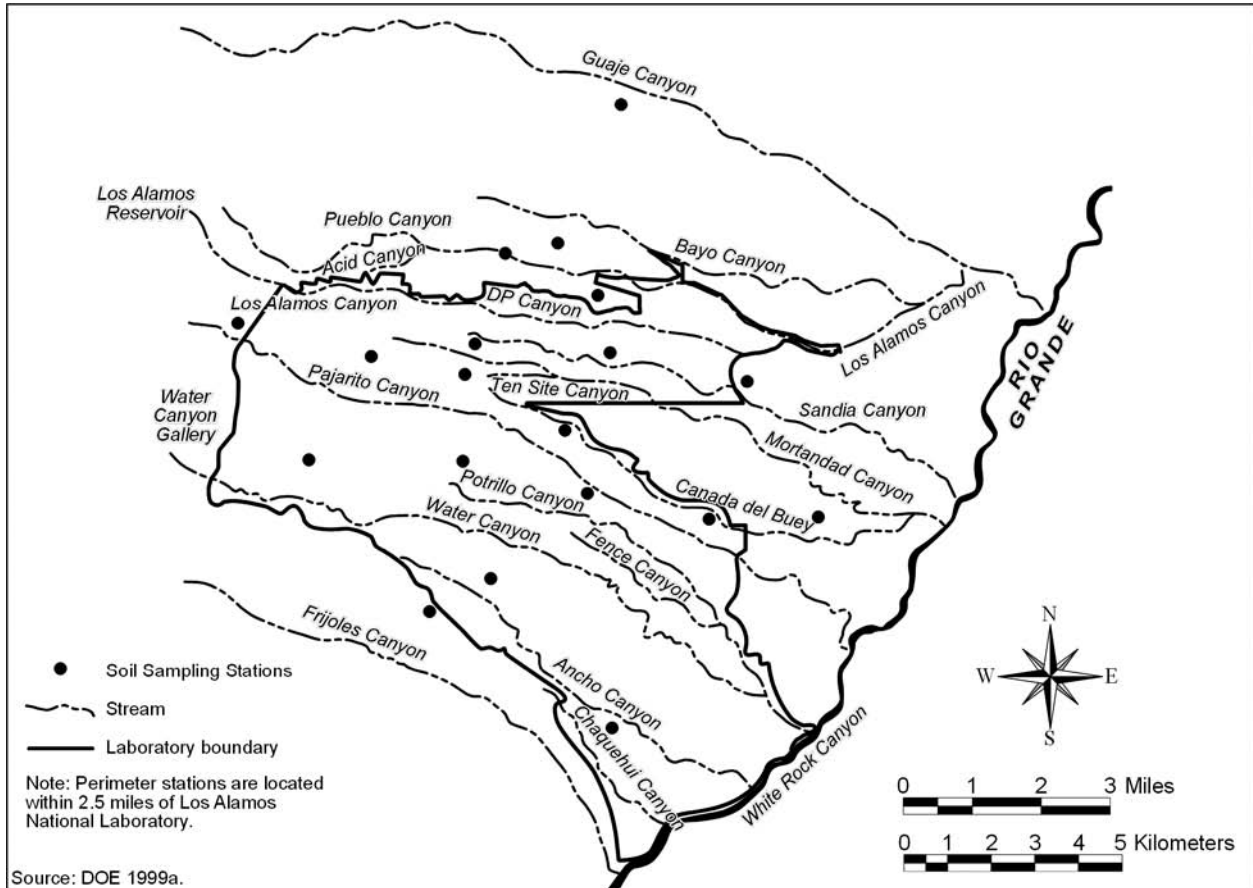 Guaje Canyon
Los Alamos
Reservoir
Pueblo Canyon
Acid Canyon
Bayo Canyon
Los Alamos Canyon
DP Canyon
Los Alamos Canyon
RIO
GRANDE
Pajarito Canyon
Ten Site Canyon
Sandia Canyon
Water
Canyon
Gallery
Mortandad Canyon
Potrillo Canyon
Canada del Buey
Water Canyon
Fence Canyon
Frijoles Canyon
Ancho Canyon
Chaquehui Canyon
White Rock Canyon
N
W
E
S
Soil Sampling Stations
Stream
Laboratory boundary
Note: Perimeter stations are located
within 2.5 miles of Los Alamos
National Laboratory.
Source: DOE 1999a.
0 1 2 3 Miles
0 1 2 3 4 5 Kilometers